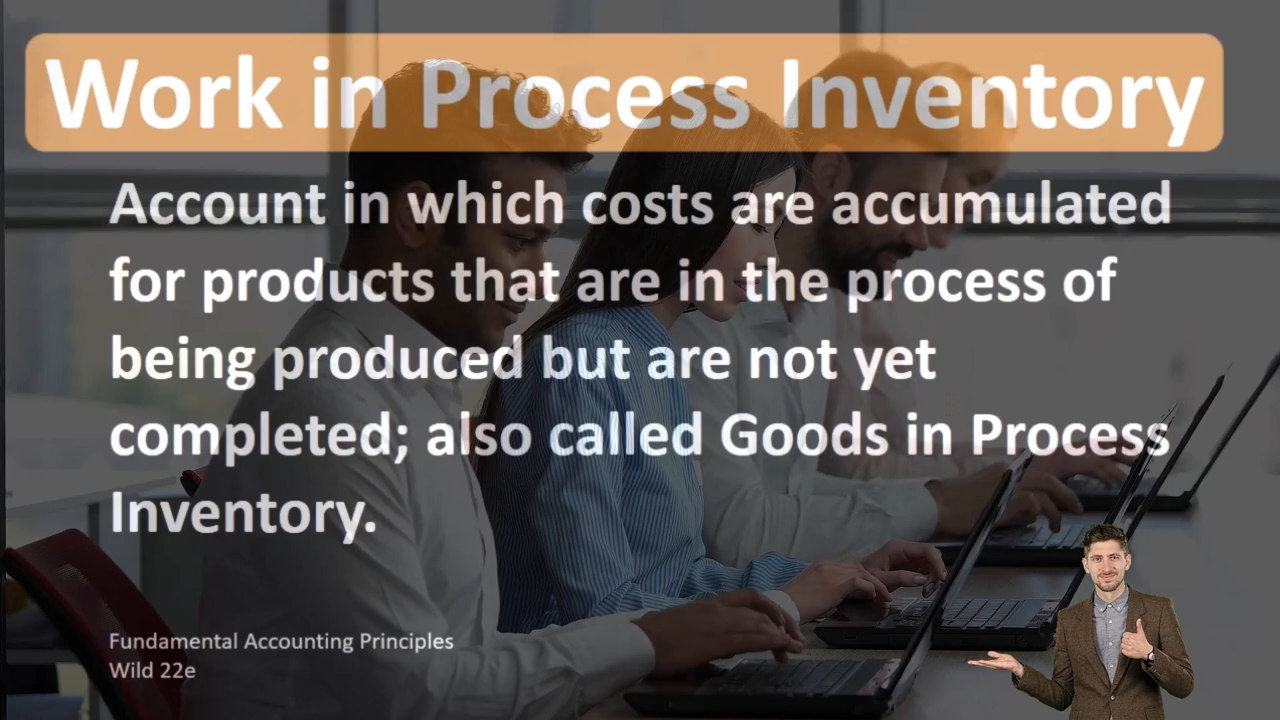 Work in Process Inventory
Account in which costs are accumulated
for products that are in the process of
being produced but are not yet
completed; also called Goods in Process
Inventory.
Fundamental Accounting Principles
Wild 22e